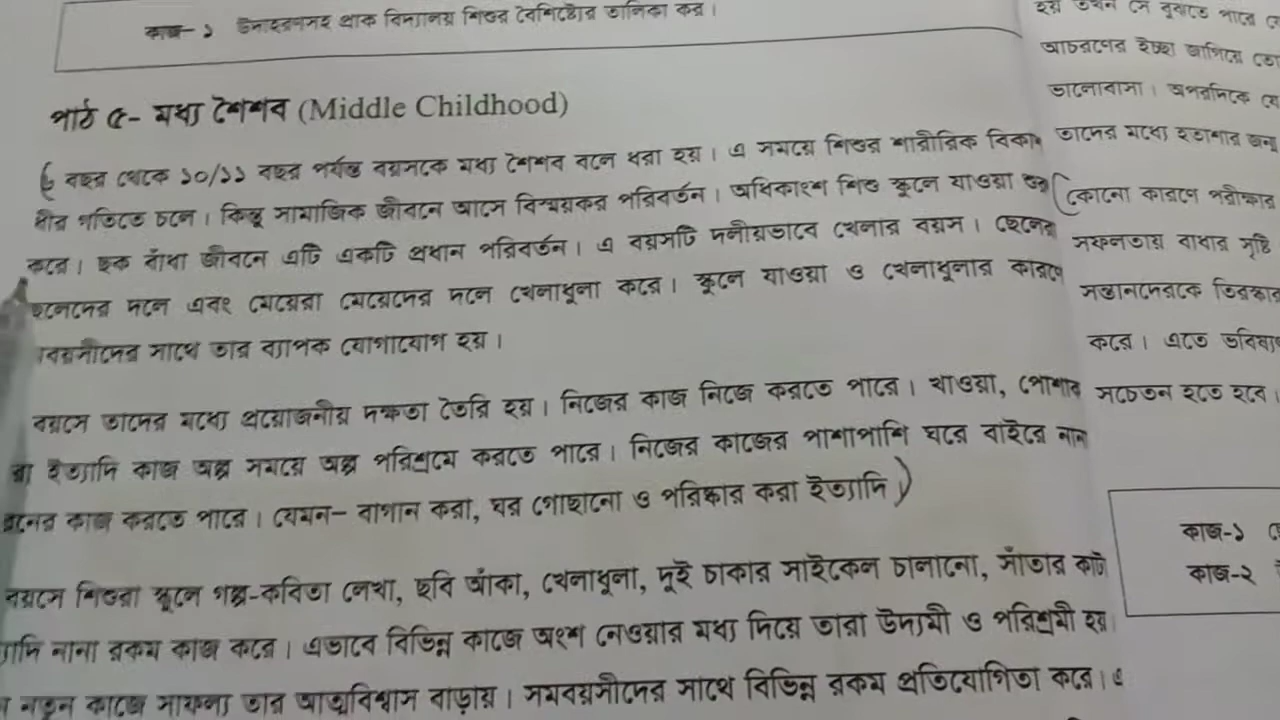 কাজ- ১ উদাহরণসহ প্রাক বিদ্যালয় শিশুর বৈশিষ্ট্যের তালিকা কর।
পাঠ ৫- মধ্য শৈশব (Middle Childhood)
৬ বছর থেকে ১০/১১ বছর পর্যন্ত বয়সকে মধ্য শৈশব বলে ধরা হয়। এ সময়ে শিশুর শারীরিক বিকাশ
ধীর গতিতে চলে। কিন্তু সামাজিক জীবনে আসে বিস্ময়কর পরিবর্তন। অধিকাংশ শিশু স্কুলে যাওয়া শুরু
করে। ছক বাঁধা জীবনে এটি একটি প্রধান পরিবর্তন। এ বয়সটি দলীয়ভাবে খেলার বয়স। ছেলেরা
ছেলেদের দলে এবং মেয়েরা মেয়েদের দলে খেলাধুলা করে। স্কুলে যাওয়া ও খেলাধুলার কারণে
বয়সীদের সাথে তার ব্যাপক যোগাযোগ হয়।
বয়সে তাদের মধ্যে প্রয়োজনীয় দক্ষতা তৈরি হয়। নিজের কাজ নিজে করতে পারে। খাওয়া, পোশাক
রা ইত্যাদি কাজ অল্প সময়ে অল্প পরিশ্রমে করতে পারে। নিজের কাজের পাশাপাশি ঘরে বাইরে নানা
নের কাজ করতে পারে। যেমন– বাগান করা, ঘর গোছানো ও পরিষ্কার করা ইত্যাদি)
বয়সে শিশুরা স্কুলে গল্প-কবিতা লেখা, ছবি আঁকা, খেলাধুলা, দুই চাকার সাইকেল চালানো, সাঁতার কাটা
নানা রকম কাজ করে। এভাবে বিভিন্ন কাজে অংশ নেওয়ার মধ্য দিয়ে তারা উদ্যমী ও পরিশ্রমী হয়
নতুন কাজে সাফল্য তার আত্মবিশ্বাস বাড়ায়। সমবয়সীদের সাথে বিভিন্ন রকম প্রতিযোগিতা করে। এ
হয় তখন সে বুঝতে পারে
আচরণের ইচ্ছা জাগিয়ে
ভালোবাসা। অপরদিকে
তাদের মধ্যে হতাশার জন্ম
(কোনো কারণে পরীক্ষার
সফলতায় বাধার সৃষ্টি
সন্তানদেরকে তিরস্কার
করে। এতে
সচেতন হতে হবে।
কাজ-১
কাজ-২